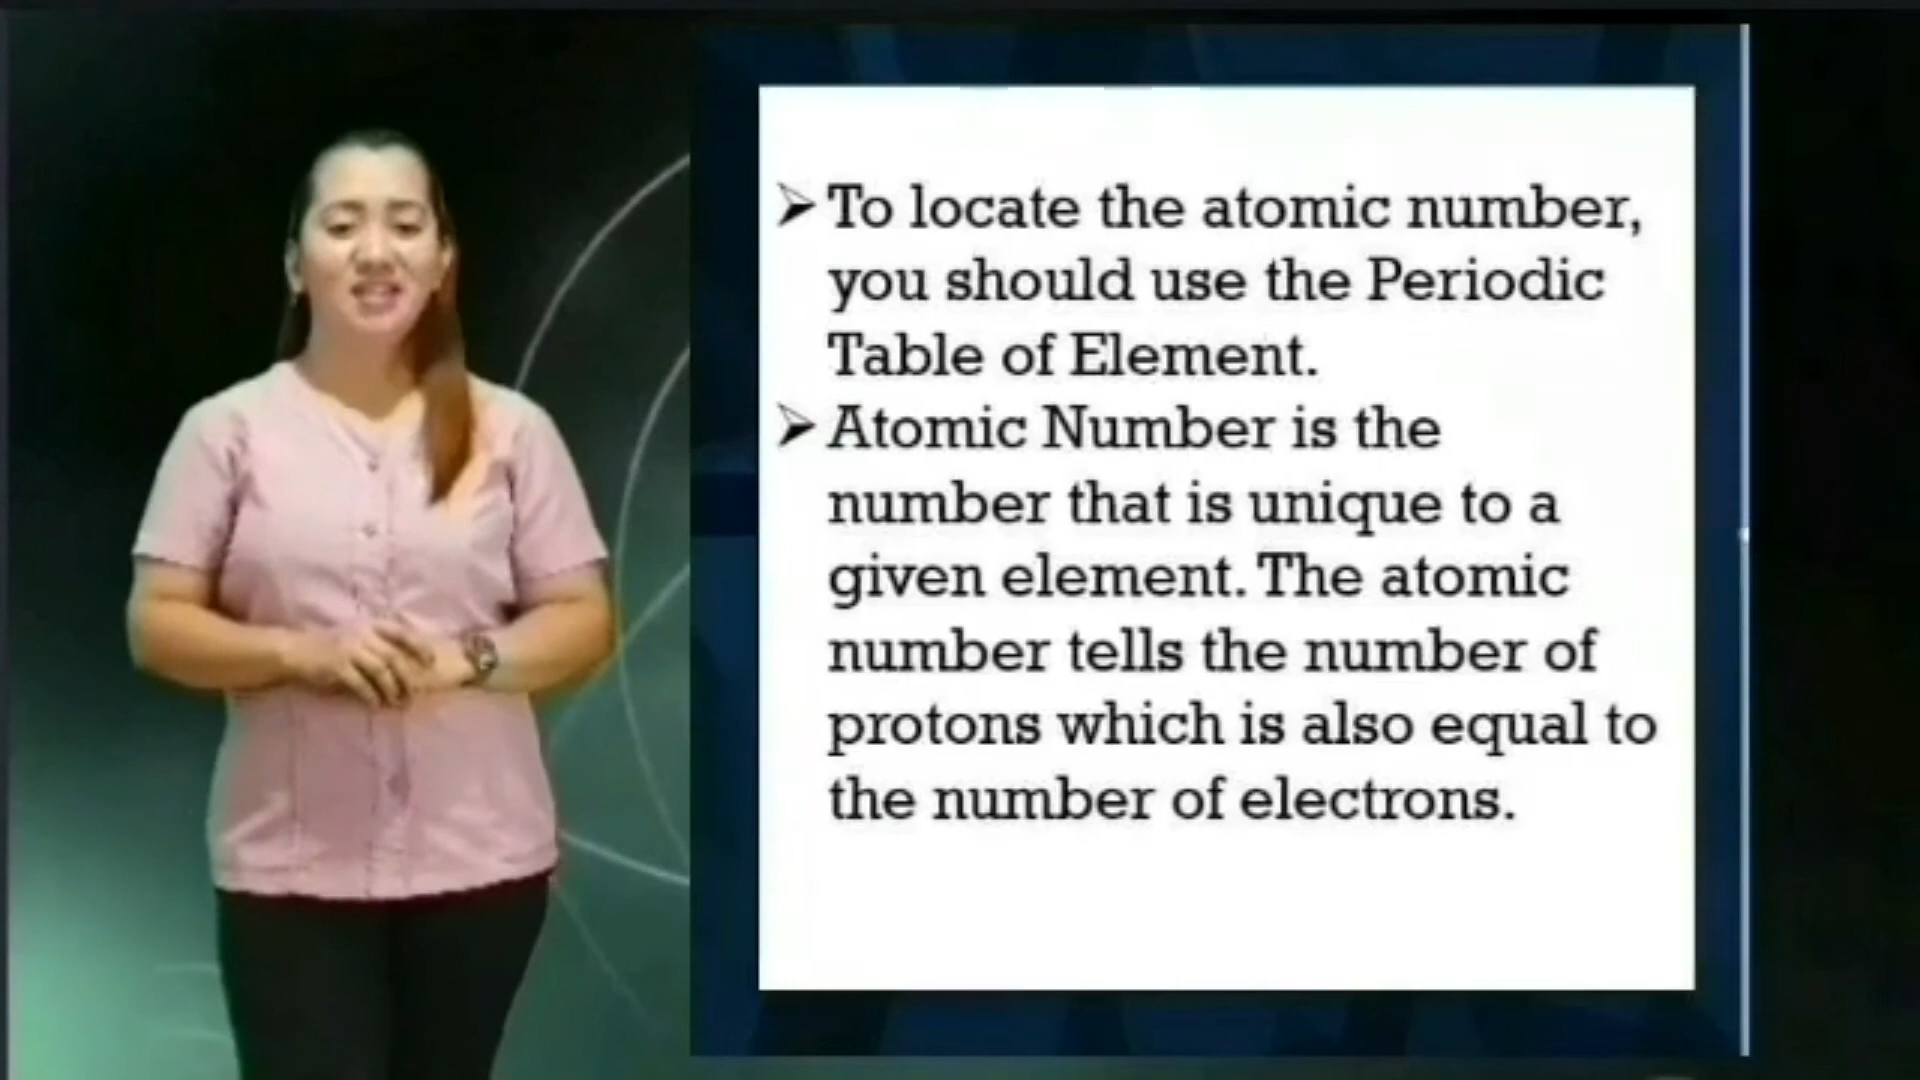 ➢ To locate the atomic number,
you should use the Periodic
Table of Element.
➢ Atomic Number is the
number that is unique to a
given element. The atomic
number tells the number of
protons which is also equal to
the number of electrons.